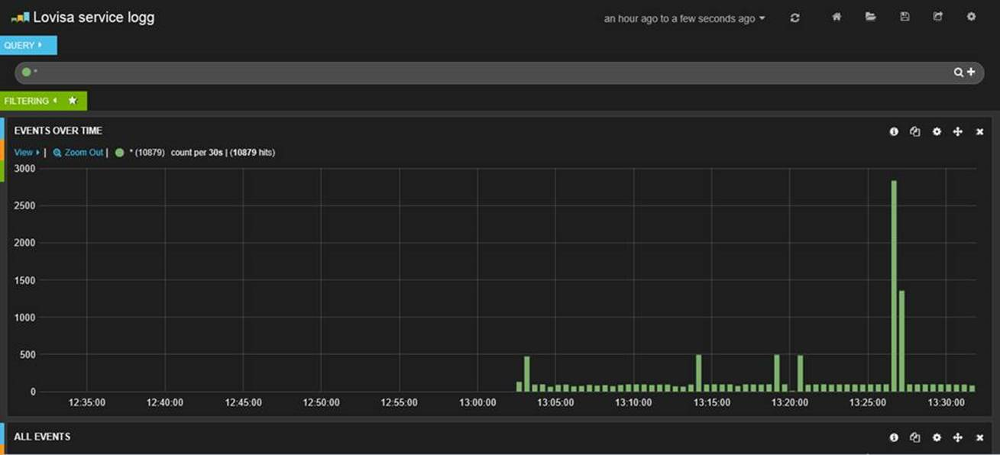 Lovisa service logg
an hour ago to a few seconds ago
QUERY
*
FILTERING
EVENTS OVER TIME
View | Zoom Out | * (10879) count per 30s | (10879 hits)
3000
2500
2000
1500
1000
500
0
12:35:00 12:40:00 12:45:00 12:50:00 12:55:00 13:00:00 13:05:00 13:10:00 13:15:00 13:20:00 13:25:00 13:30:00
ALL EVENTS